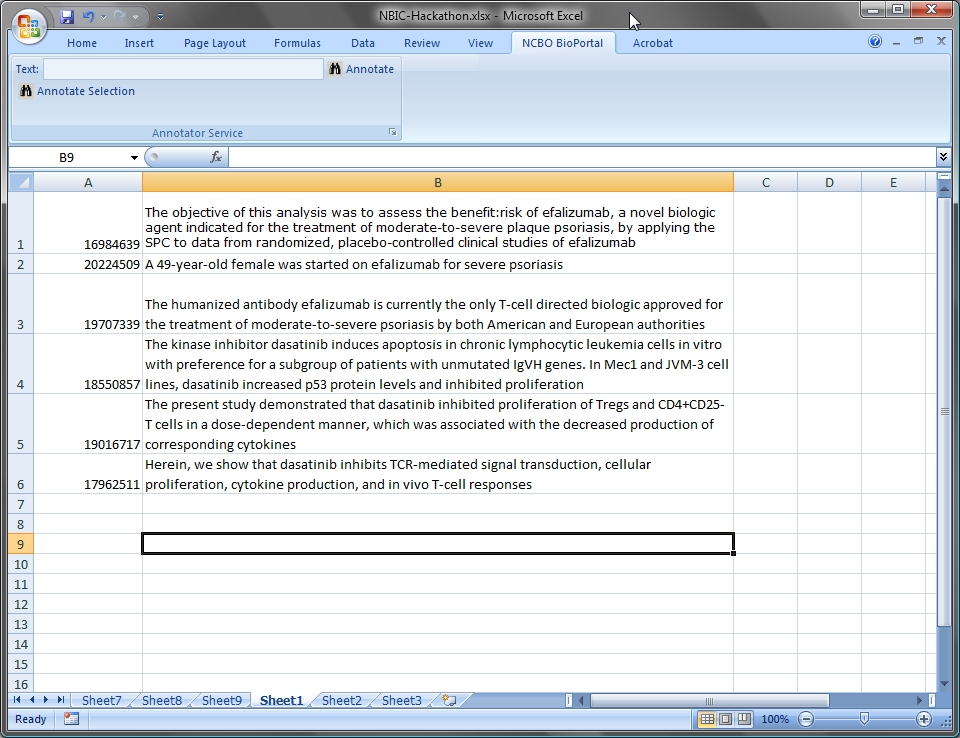 NBIC-Hackathon.xlsx - Microsoft Excel
Home Insert Page Layout Formulas Data Review View NCBO BioPortal Acrobat
Text: Annotate
Annotate Selection
Annotator Service
B9 fx
A B C D E
The objective of this analysis was to assess the benefit:risk of efalizumab, a novel biologic
agent indicated for the treatment of moderate-to-severe plaque psoriasis, by applying the
1 16984639 SPC to data from randomized, placebo-controlled clinical studies of efalizumab
2 20224509 A 49-year-old female was started on efalizumab for severe psoriasis
The humanized antibody efalizumab is currently the only T-cell directed biologic approved for
3 19707339 the treatment of moderate-to-severe psoriasis by both American and European authorities
The kinase inhibitor dasatinib induces apoptosis in chronic lymphocytic leukemia cells in vitro
with preference for a subgroup of patients with unmutated IgVH genes. In Mec1 and JVM-3 cell
4 18550857 lines, dasatinib increased p53 protein levels and inhibited proliferation
The present study demonstrated that dasatinib inhibited proliferation of Tregs and CD4+CD25-
T cells in a dose-dependent manner, which was associated with the decreased production of
5 19016717 corresponding cytokines
Herein, we show that dasatinib inhibits TCR-mediated signal transduction, cellular
6 17962511 proliferation, cytokine production, and in vivo T-cell responses
7
8
9
10
11
12
13
14
15
16
Sheet7 Sheet8 Sheet9 Sheet1 Sheet2 Sheet3
Ready 100%